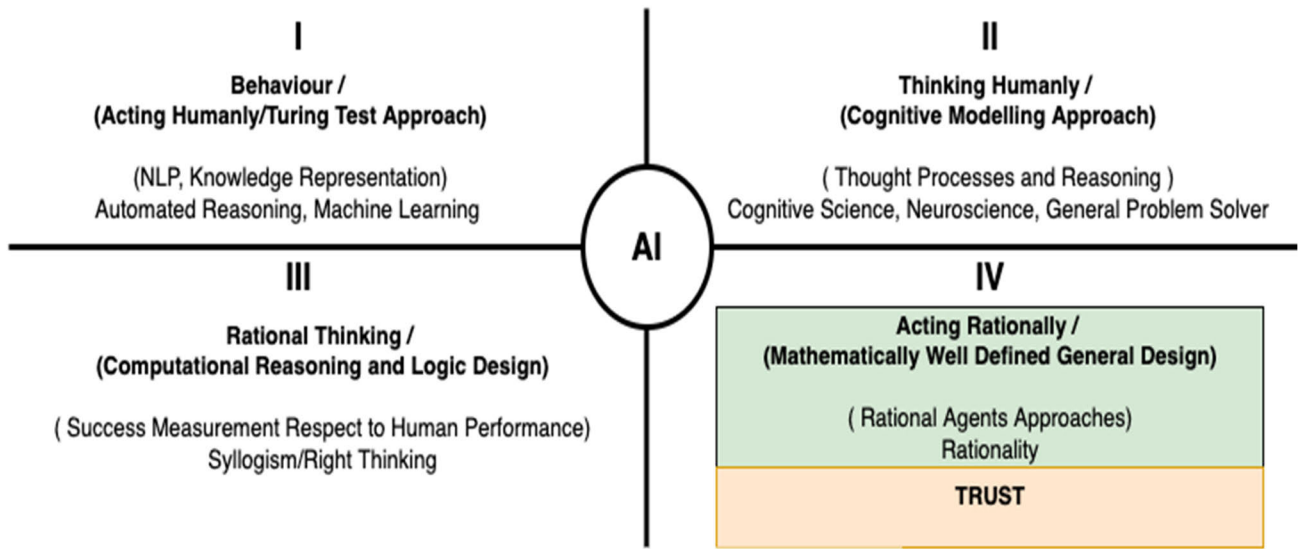 I
Behaviour /
(Acting Humanly/Turing Test Approach)
(NLP, Knowledge Representation)
Automated Reasoning, Machine Learning
II
Thinking Humanly /
(Cognitive Modelling Approach)
( Thought Processes and Reasoning )
Cognitive Science, Neuroscience, General Problem Solver
AI
III
Rational Thinking /
(Computational Reasoning and Logic Design)
( Success Measurement Respect to Human Performance)
Syllogism/Right Thinking
IV
Acting Rationally /
(Mathematically Well Defined General Design)
( Rational Agents Approaches)
Rationality
TRUST